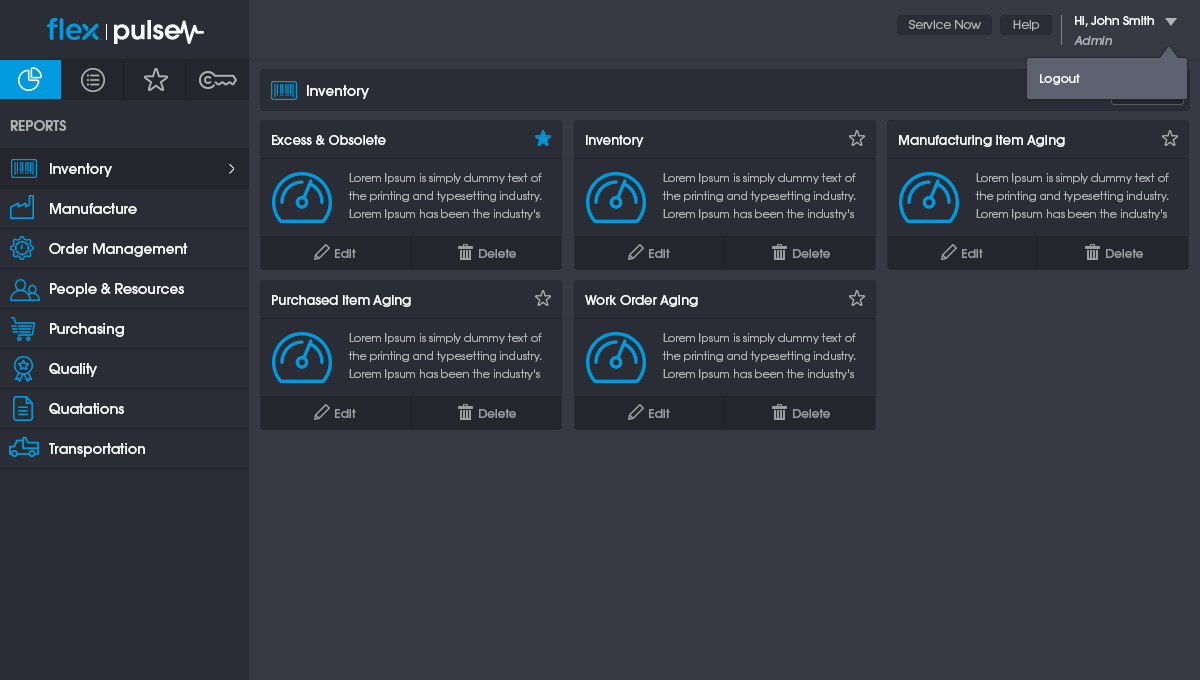 flex | pulse
Service Now
Help
Hi, John Smith
Admin
Logout
REPORTS
Inventory
Manufacture
Order Management
People & Resources
Purchasing
Quality
Quatations
Transportation
Inventory
Excess & Obsolete
Lorem Ipsum is simply dummy text of
the printing and typesetting industry.
Lorem Ipsum has been the industry's
Edit
Delete
Inventory
Lorem Ipsum is simply dummy text of
the printing and typesetting industry.
Lorem Ipsum has been the industry's
Edit
Delete
Manufacturing Item Aging
Lorem Ipsum is simply dummy text of
the printing and typesetting industry.
Lorem Ipsum has been the industry's
Edit
Delete
Purchased Item Aging
Lorem Ipsum is simply dummy text of
the printing and typesetting industry.
Lorem Ipsum has been the industry's
Edit
Delete
Work Order Aging
Lorem Ipsum is simply dummy text of
the printing and typesetting industry.
Lorem Ipsum has been the industry's
Edit
Delete